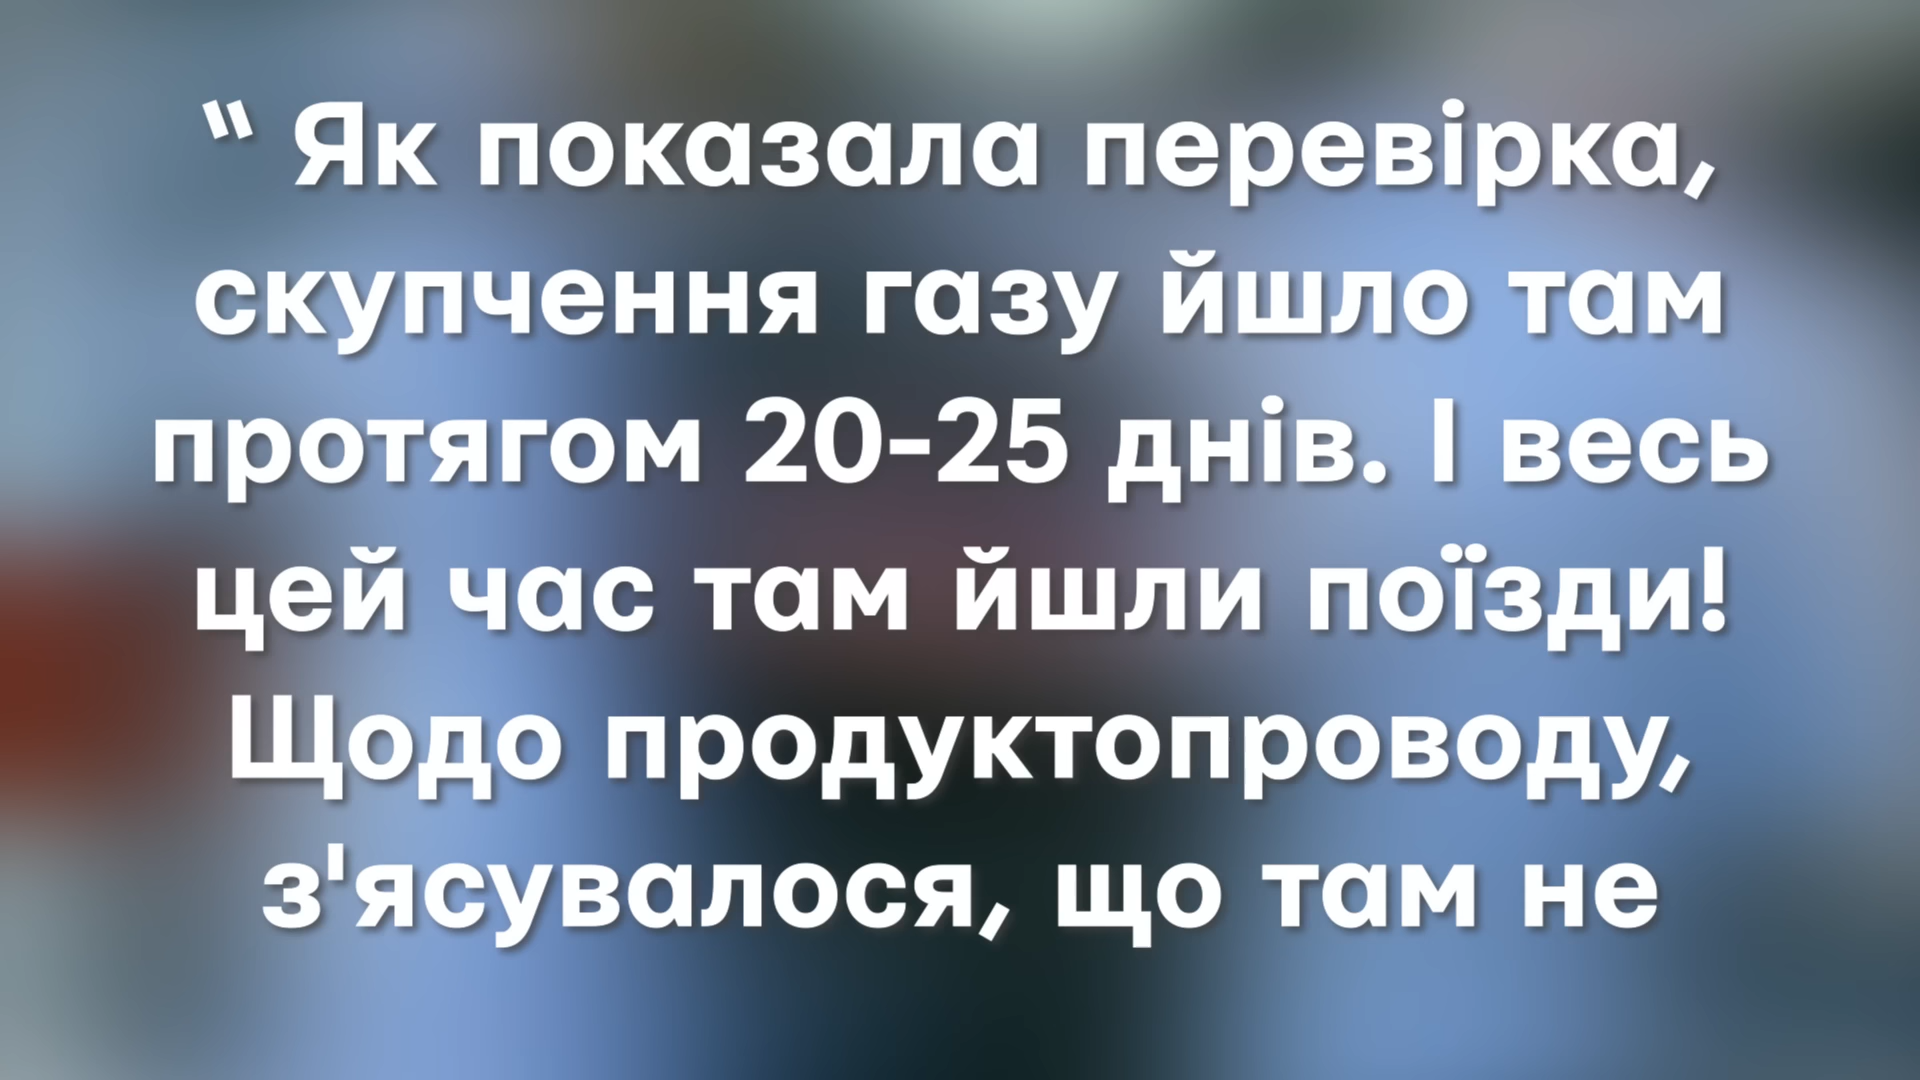 “ Як показала перевірка,
скупчення газу йшло там
протягом 20-25 днів. І весь
цей час там йшли поїзди!
Щодо продуктопроводу,
з'ясувалося, що там не